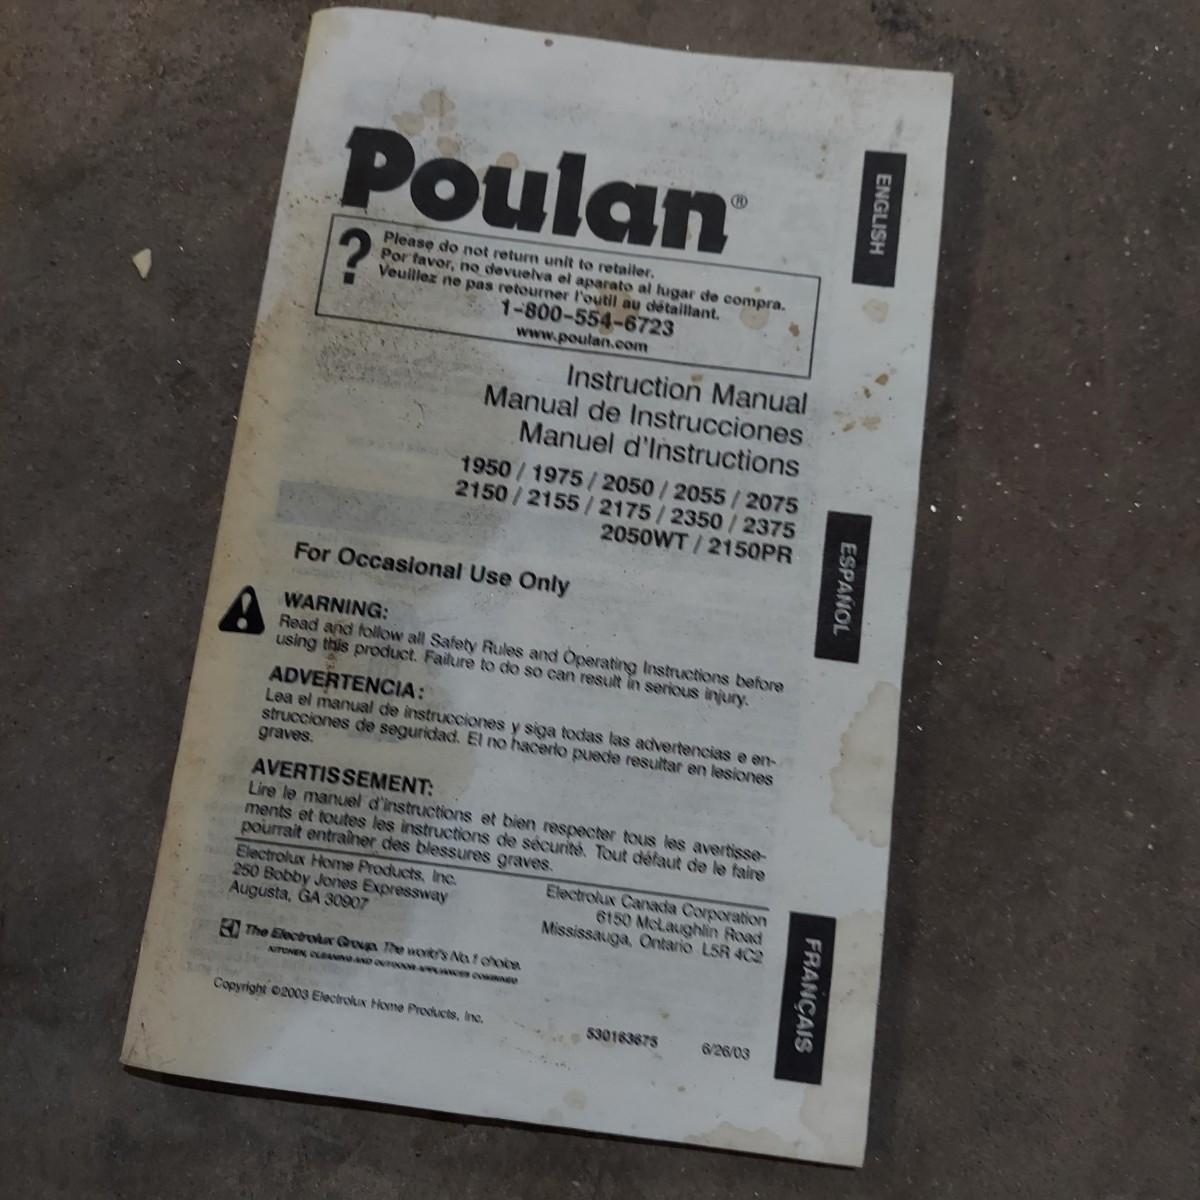 Poulan®
?
Please do not return unit to retailer.
Por favor, no devuelva el aparato al lugar de compra.
Veuillez ne pas retourner l'outil au détaillant.
1-800-554-6723
www.poulan.com
Instruction Manual
Manual de Instrucciones
Manuel d'Instructions
1950 / 1975 / 2050 / 2055 / 2075
2150 / 2155 / 2175 / 2350 / 2375
2050WT / 2150PR
For Occasional Use Only
WARNING:
Read and follow all Safety Rules and Operating Instructions before
using this product. Failure to do so can result in serious injury.
ADVERTENCIA:
Lea el manual de instrucciones y siga todas las advertencias e en-
strucciones de seguridad. El no hacerlo puede resultar en lesiones
graves.
AVERTISSEMENT:
Lire le manuel d'instructions et bien respecter tous les avertisse-
ments et toutes les instructions de sécurité. Tout défaut de le faire
pourrait entraîner des blessures graves.
Electrolux Home Products, Inc.
250 Bobby Jones Expressway
Augusta, GA 30907
Electrolux Canada Corporation
6150 McLaughlin Road
Mississauga, Ontario L5R 4C2
The Electrolux Group. The world's No.1 choice.
KITCHEN, CLEANING AND OUTDOOR APPLIANCES COMBINED
Copyright ©2003 Electrolux Home Products, Inc.
530163675
6/26/03
ENGLISH
ESPAÑOL
FRANÇAIS